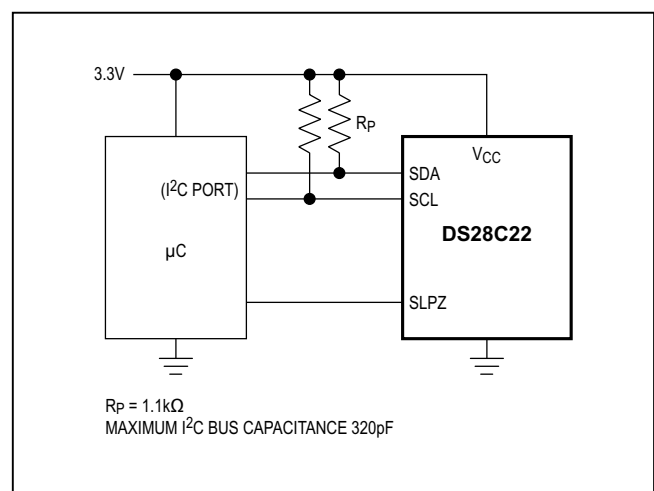 3.3V
RP
VCC
SDA
(I²C PORT)
SCL
DS28C22
µC
SLPZ
RP = 1.1kΩ
MAXIMUM I²C BUS CAPACITANCE 320pF